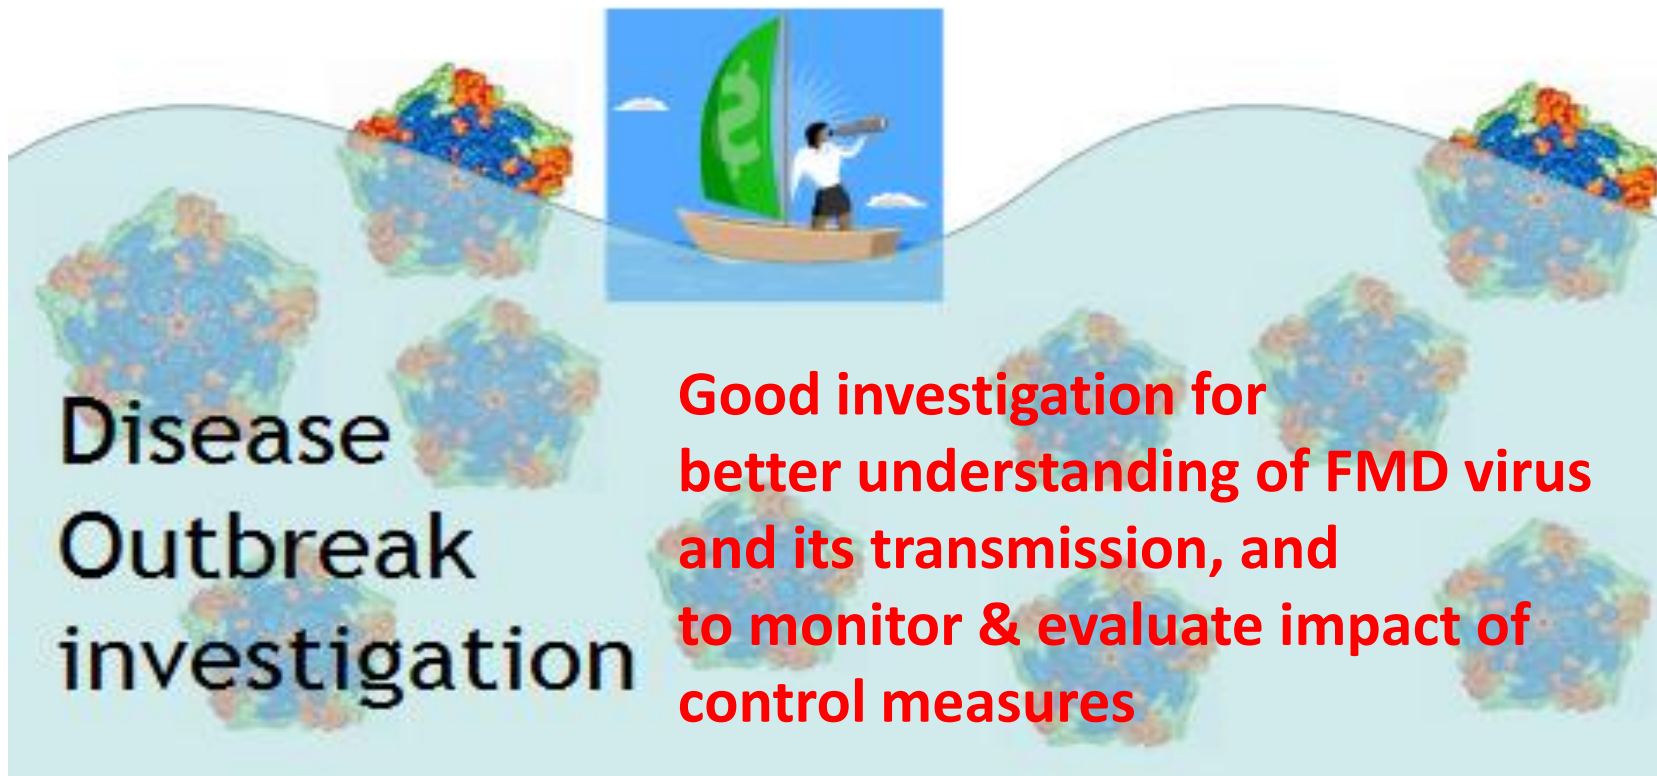 Disease
Outbreak
investigation
Good investigation for
better understanding of FMD virus
and its transmission, and
to monitor & evaluate impact of
control measures